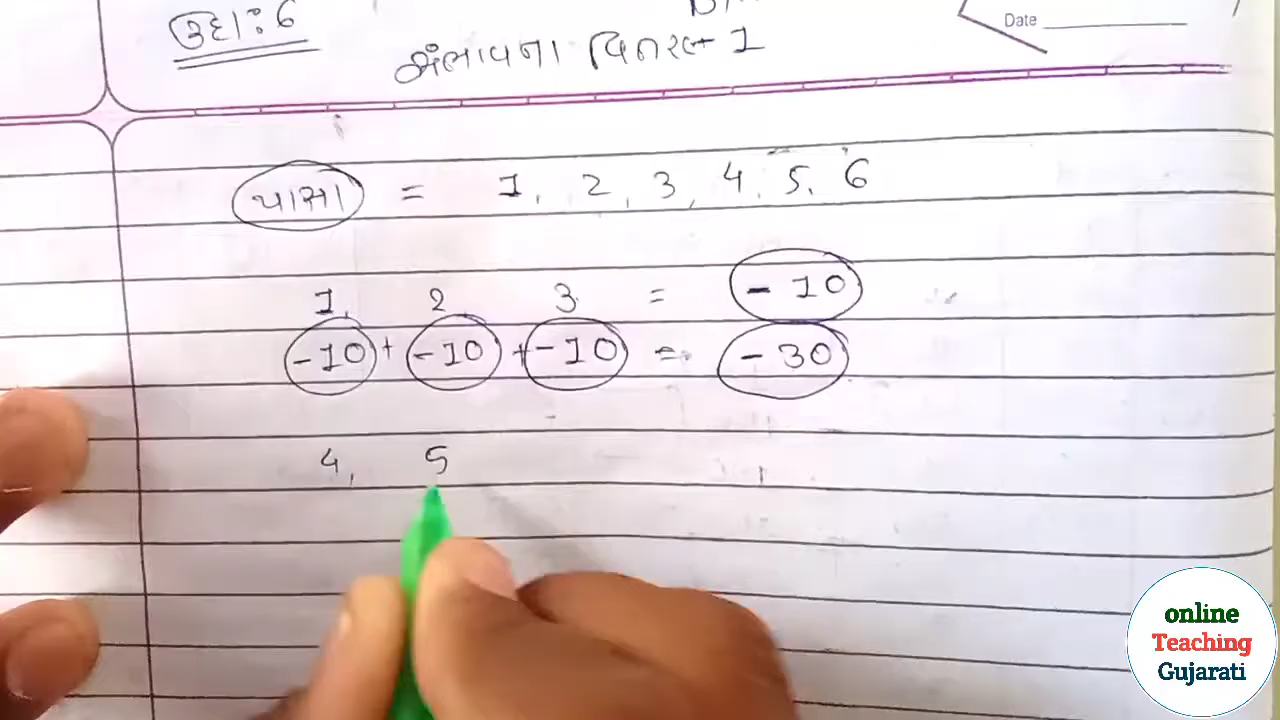 ઉદા: 6
Date
સંભાવના વિતરણ - 1
પાસા = 1, 2, 3, 4, 5, 6
1, 2, 3 = - 10
-10 + -10 + -10 = - 30
4, 5
online
Teaching
Gujarati